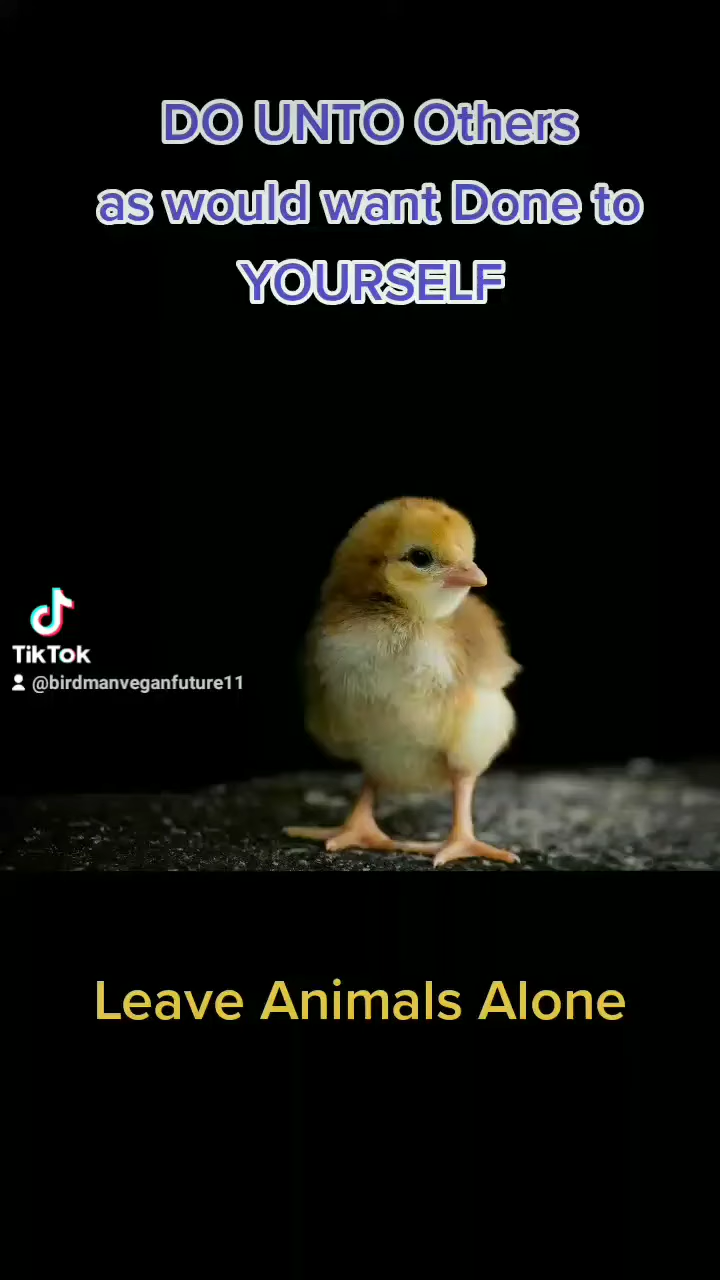 DO UNTO Others
as would want Done to
YOURSELF
TikTok
@birdmanveganfuture11
Leave Animals Alone